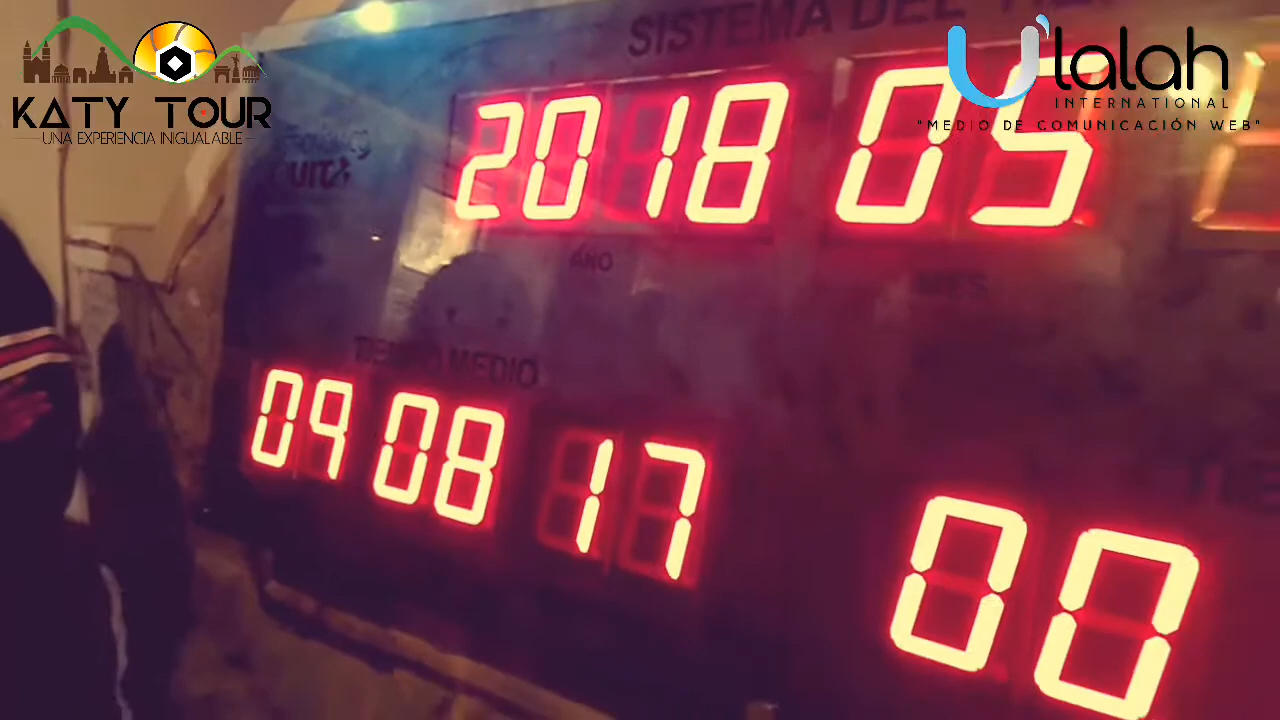 KATY TOUR
UNA EXPERIENCIA INIGUALABLE
U'lalah
INTERNATIONAL
"MEDIO DE COMUNICACIÓN WEB"
SISTEMA DEL
2018 05
AÑO MES
TIEMPO MEDIO
09 08 17 00